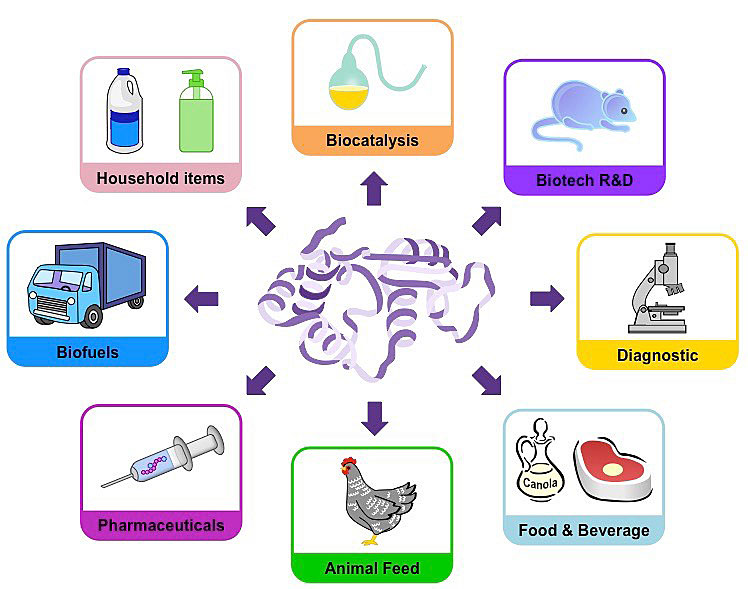 Biocatalysis
Household items
Biotech R&D
Biofuels
Diagnostic
Canola
Pharmaceuticals
Food & Beverage
Animal Feed